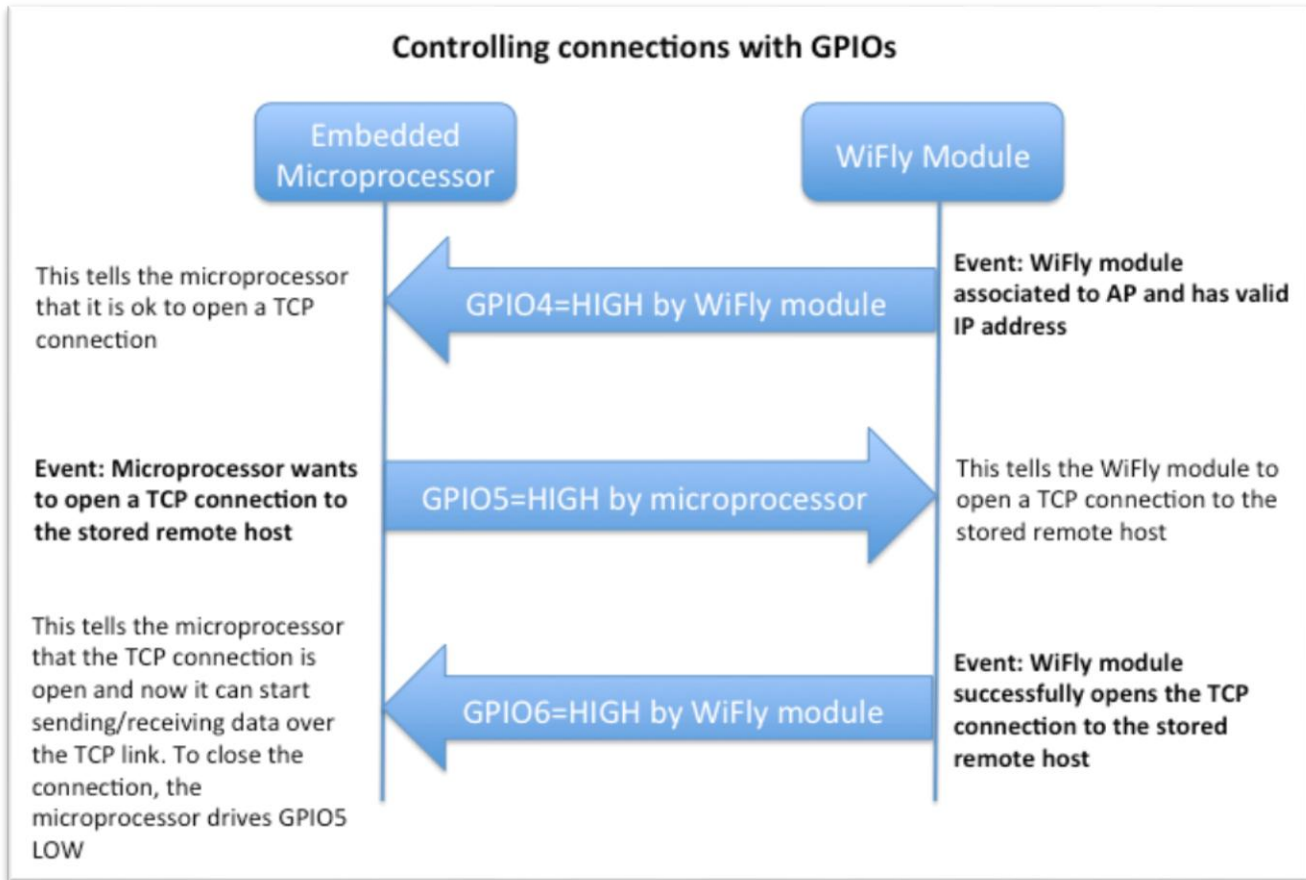 Controlling connections with GPIOs
Embedded
Microprocessor
WiFly Module
This tells the microprocessor
that it is ok to open a TCP
connection
GPIO4=HIGH by WiFly module
Event: WiFly module
associated to AP and has valid
IP address
Event: Microprocessor wants
to open a TCP connection to
the stored remote host
GPIO5=HIGH by microprocessor
This tells the WiFly module to
open a TCP connection to the
stored remote host
This tells the microprocessor
that the TCP connection is
open and now it can start
sending/receiving data over
the TCP link. To close the
connection, the
microprocessor drives GPIO5
LOW
GPIO6=HIGH by WiFly module
Event: WiFly module
successfully opens the TCP
connection to the stored
remote host